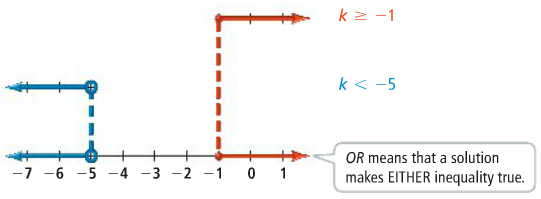 k ≥ −1
k < −5
−7 −6 −5 −4 −3 −2 −1 0 1
OR means that a solution
makes EITHER inequality true.